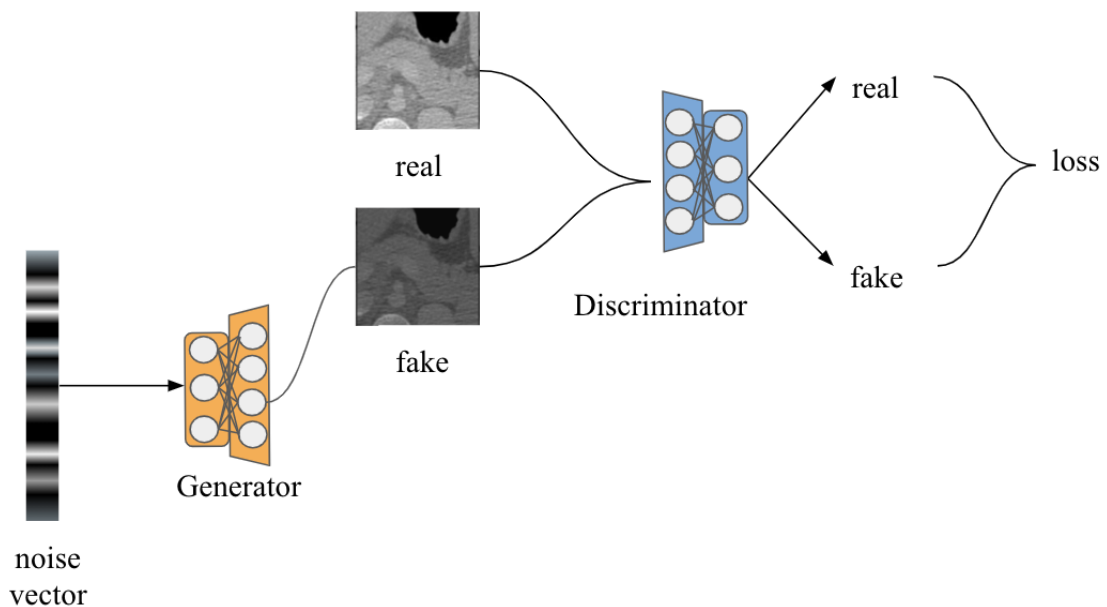 real
real
loss
fake
Discriminator
fake
Generator
noise
vector